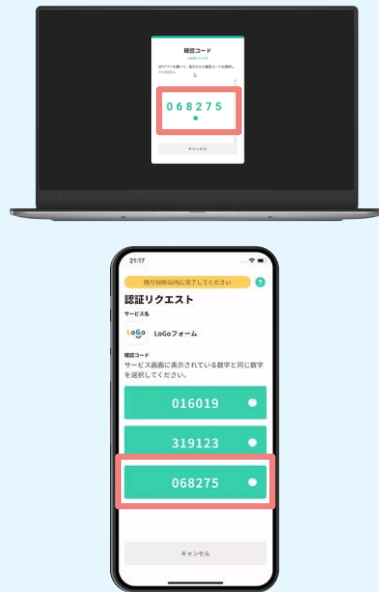 確認コード
068275
キャンセル
21:17
残り50秒以内に完了してください
認証リクエスト
サービス名
LoGo
LoGoフォーム
確認コード
サービス画面に表示されている数字と同じ数字
を選択してください。
016019
319123
068275
キャンセル